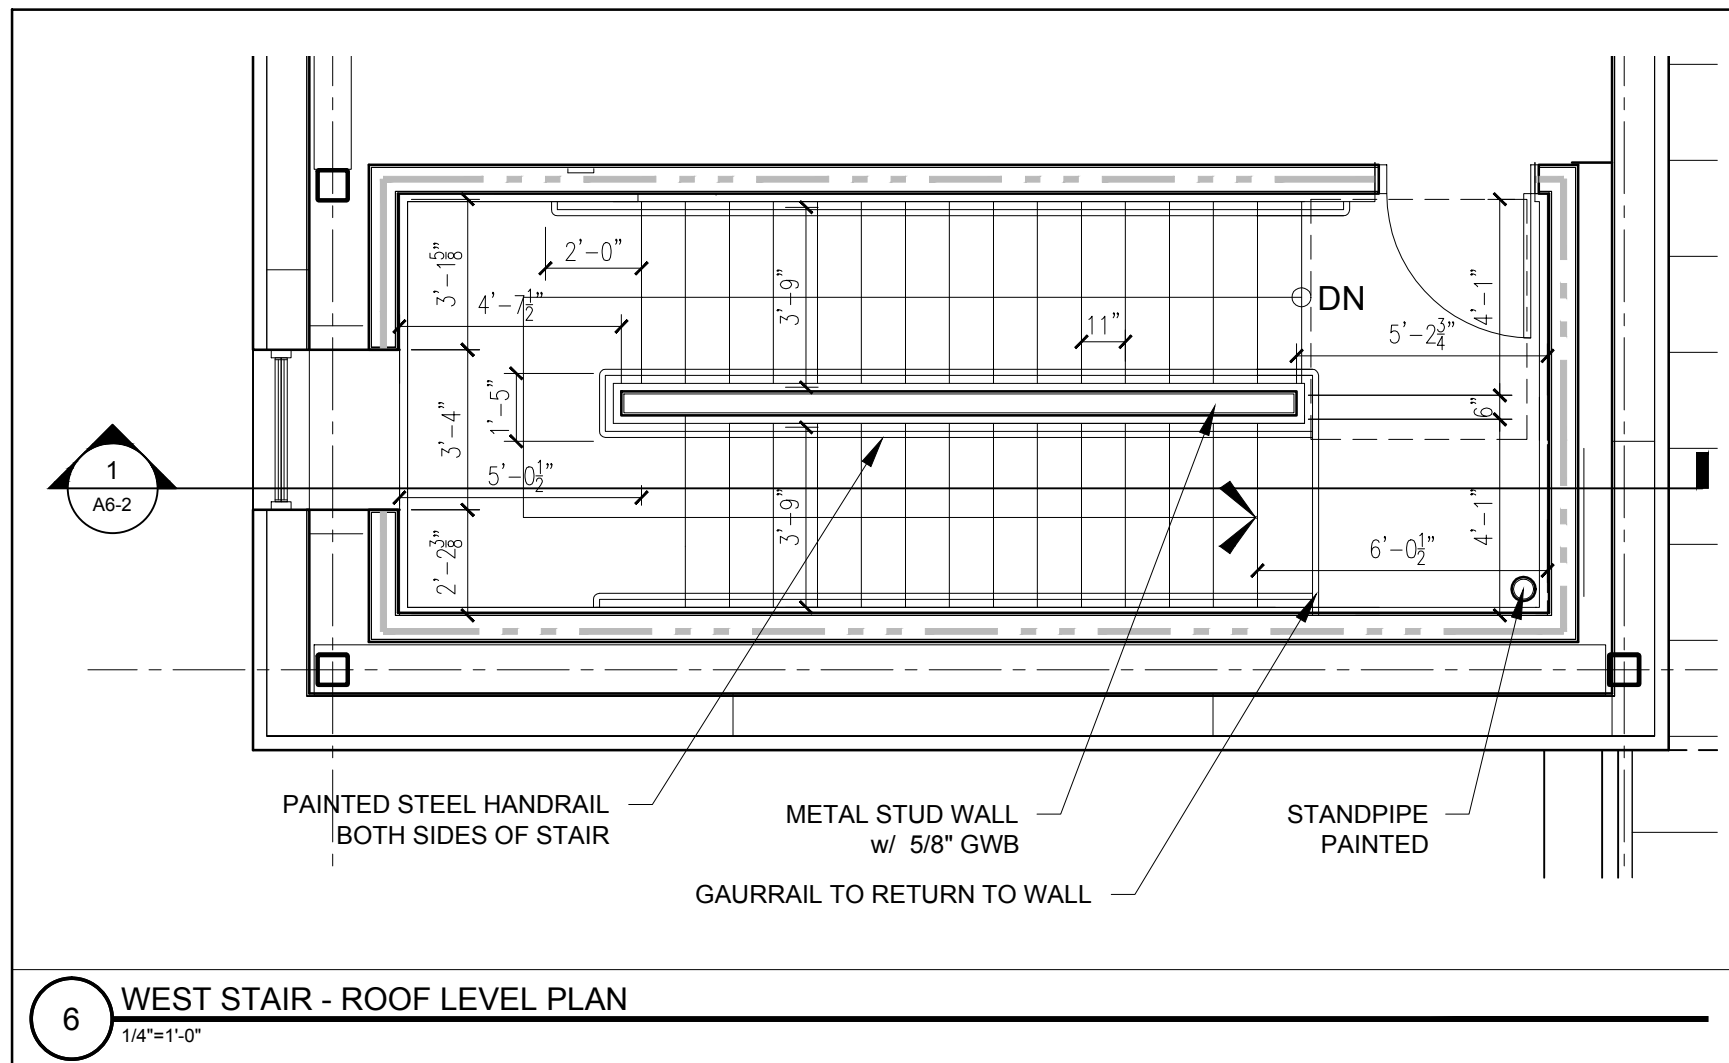 2'-0"
3'-1 5/8"
4'-7 1/2"
3'-9"
11"
DN
4'-1"
5'-2 3/4"
1'-5"
3'-4"
6"
1
A6-2
5'-0 1/2"
3'-9"
4'-1"
6'-0 1/2"
2'-2 3/8"
PAINTED STEEL HANDRAIL
BOTH SIDES OF STAIR
METAL STUD WALL
w/ 5/8" GWB
STANDPIPE
PAINTED
GAURRAIL TO RETURN TO WALL
6
WEST STAIR - ROOF LEVEL PLAN
1/4"=1'-0"